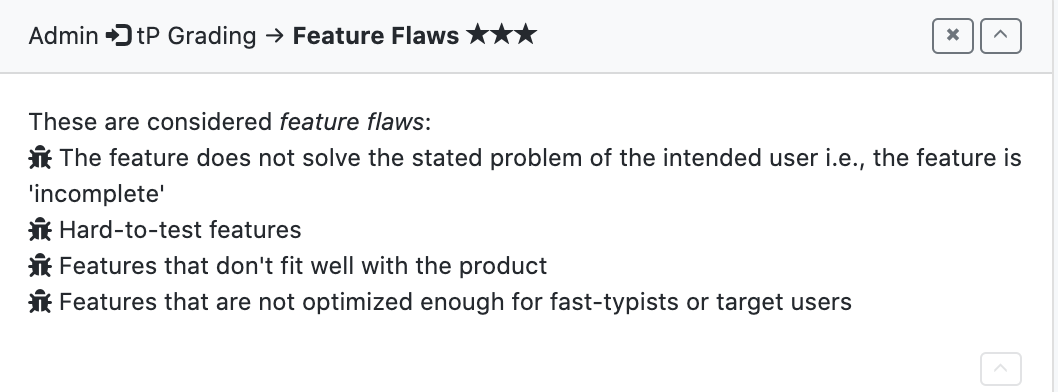 Admin tP Grading → Feature Flaws ★★★
These are considered feature flaws:
The feature does not solve the stated problem of the intended user i.e., the feature is
'incomplete'
Hard-to-test features
Features that don't fit well with the product
Features that are not optimized enough for fast-typists or target users